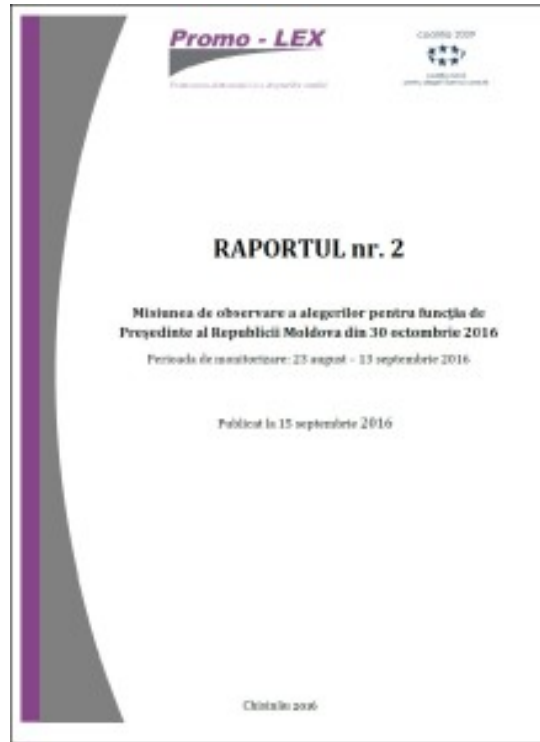 Promo - LEX
RAPORTUL nr. 2
Misiunea de observare a alegerilor pentru funcția de
Președinte al Republicii Moldova din 30 octombrie 2016
Perioada de monitorizare: 23 august – 13 septembrie 2016
Publicat la 15 septembrie 2016
Chișinău 2016